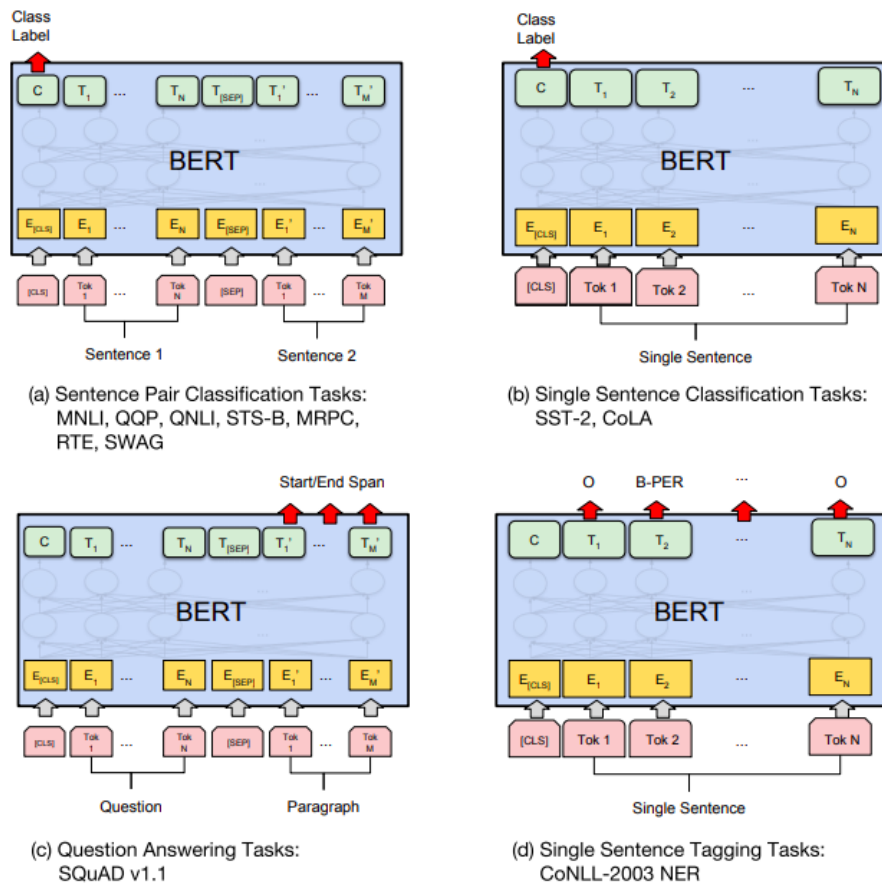 Class
Label
C T1 ... TN T[SEP] T1' ... TM'
BERT
E[CLS] E1 ... EN E[SEP] E1' ... EM'
[CLS] Tok 1 ... Tok N [SEP] Tok 1 ... Tok M
Sentence 1 Sentence 2
(a) Sentence Pair Classification Tasks:
MNLI, QQP, QNLI, STS-B, MRPC,
RTE, SWAG
Class
Label
C T1 T2 ... TN
BERT
E[CLS] E1 E2 ... EN
[CLS] Tok 1 Tok 2 ... Tok N
Single Sentence
(b) Single Sentence Classification Tasks:
SST-2, CoLA
Start/End Span
C T1 ... TN T[SEP] T1' ... TM'
BERT
E[CLS] E1 ... EN E[SEP] E1' ... EM'
[CLS] Tok 1 ... Tok N [SEP] Tok 1 ... Tok M
Question Paragraph
(c) Question Answering Tasks:
SQuAD v1.1
O B-PER ... O
C T1 T2 ... TN
BERT
E[CLS] E1 E2 ... EN
[CLS] Tok 1 Tok 2 ... Tok N
Single Sentence
(d) Single Sentence Tagging Tasks:
CoNLL-2003 NER